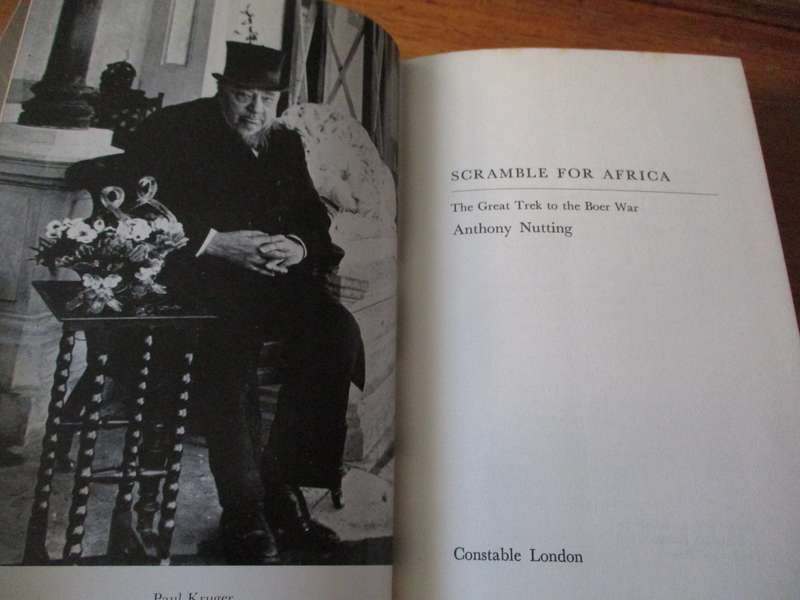 Paul Kruger
SCRAMBLE FOR AFRICA
The Great Trek to the Boer War
Anthony Nutting
Constable London